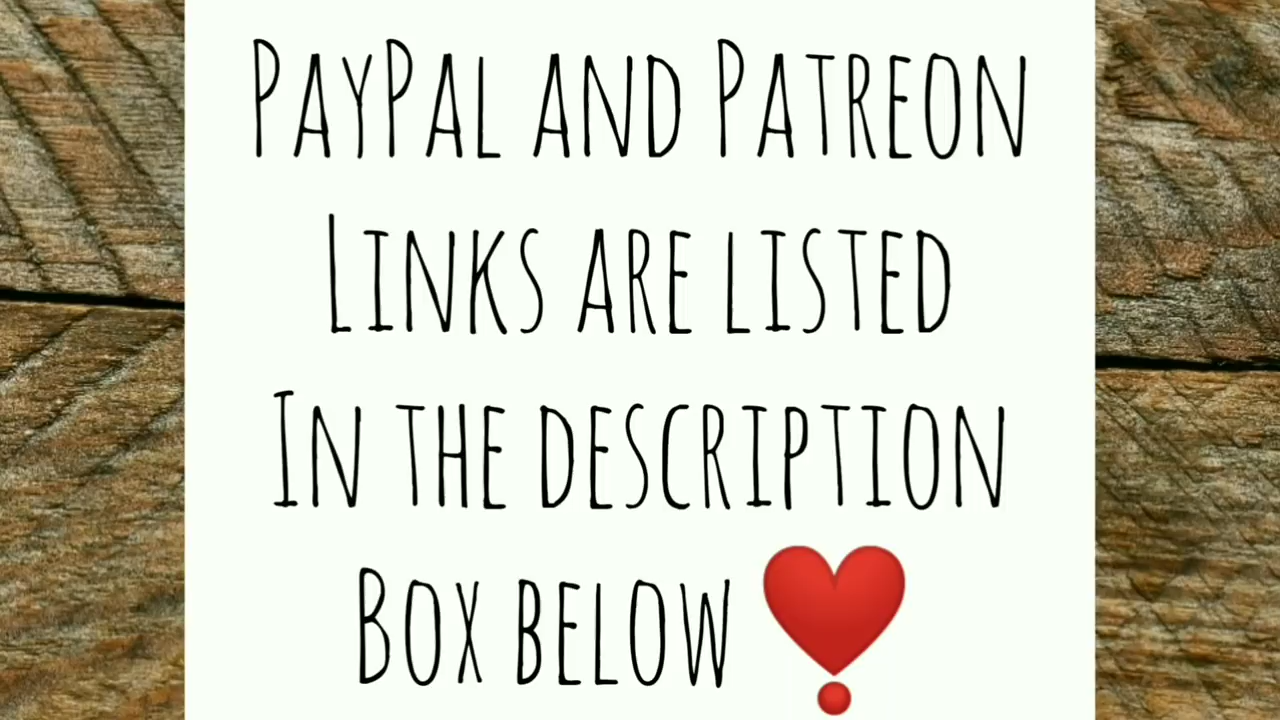 PayPal and Patreon
Links are listed
In the description
Box below ❣